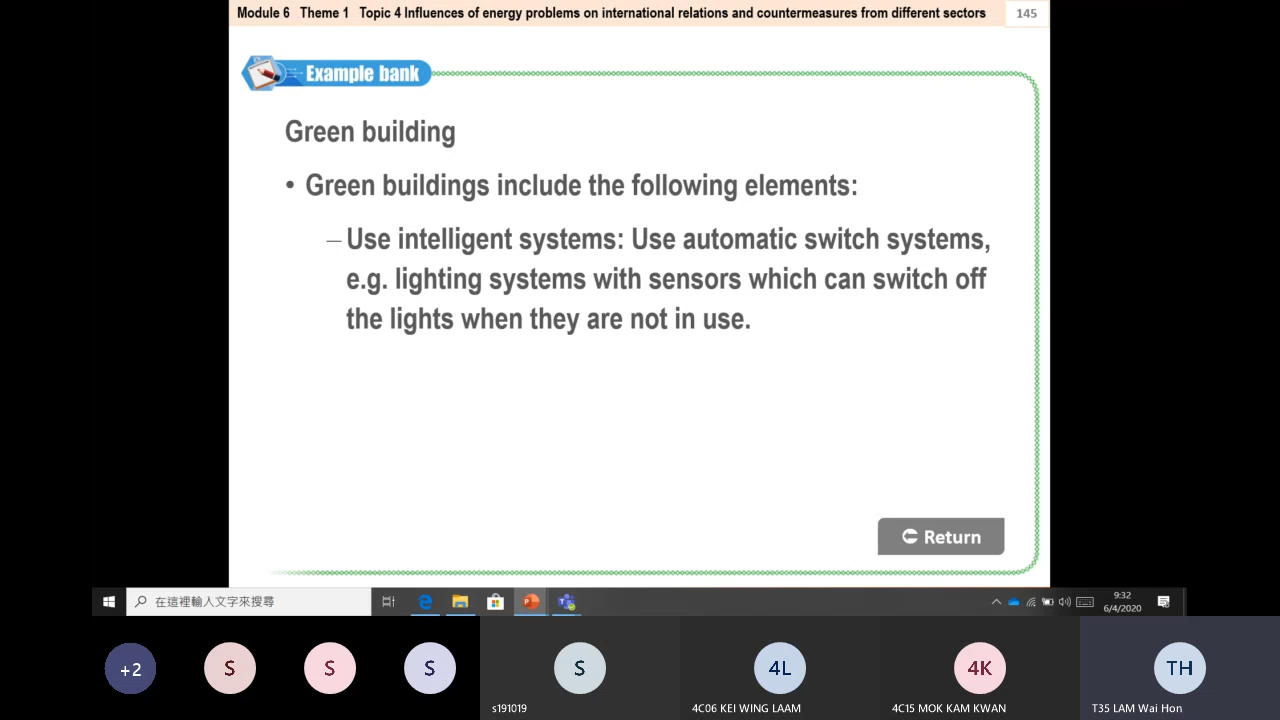 Module 6 Theme 1 Topic 4 Influences of energy problems on international relations and countermeasures from different sectors 145
Example bank
Green building
• Green buildings include the following elements:
– Use intelligent systems: Use automatic switch systems,
e.g. lighting systems with sensors which can switch off
the lights when they are not in use.
Return
在這裡輸入文字來搜尋
9:32
6/4/2020
+2 S S S S 4L 4K TH
s191019 4C06 KEI WING LAAM 4C15 MOK KAM KWAN T35 LAM Wai Hon